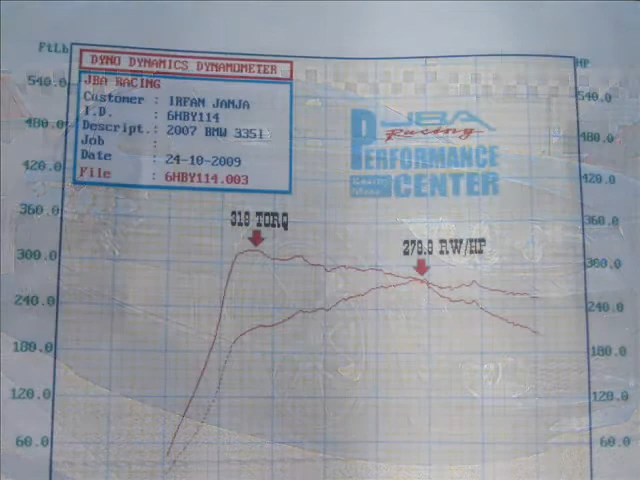 FtLb
HP
DYNO DYNAMICS DYNAMOMETER
JBA RACING
Customer : IRFAN JANJA
I.D. : 6HBY114
Descript.: 2007 BMW 335I
Job :
Date : 24-10-2009
File : 6HBY114.003
JBA
Racing
PERFORMANCE
CENTER
319 TORQ
279.9 RW/HP
540.0
480.0
420.0
360.0
300.0
240.0
180.0
120.0
60.0
540.0
480.0
420.0
360.0
300.0
240.0
180.0
120.0
60.0